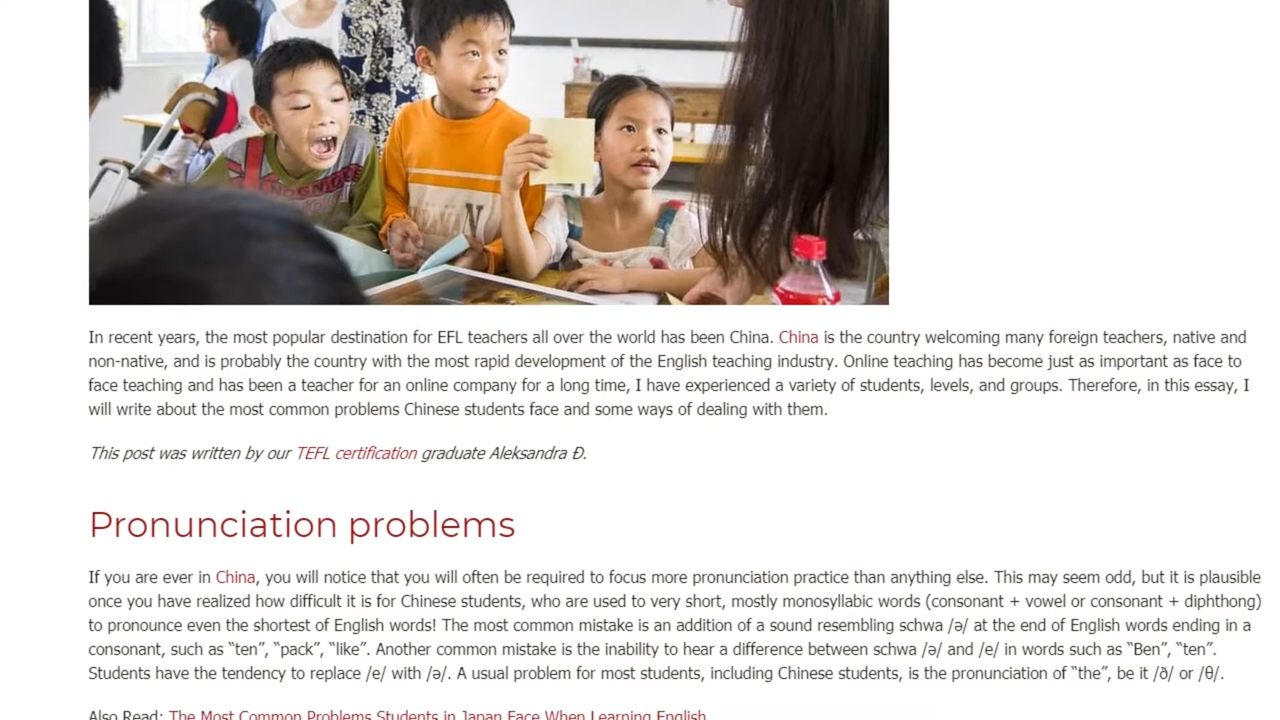 In recent years, the most popular destination for EFL teachers all over the world has been China. China is the country welcoming many foreign teachers, native and
non-native, and is probably the country with the most rapid development of the English teaching industry. Online teaching has become just as important as face to
face teaching and has been a teacher for an online company for a long time, I have experienced a variety of students, levels, and groups. Therefore, in this essay, I
will write about the most common problems Chinese students face and some ways of dealing with them.
This post was written by our TEFL certification graduate Aleksandra Đ.
Pronunciation problems
If you are ever in China, you will notice that you will often be required to focus more pronunciation practice than anything else. This may seem odd, but it is plausible
once you have realized how difficult it is for Chinese students, who are used to very short, mostly monosyllabic words (consonant + vowel or consonant + diphthong)
to pronounce even the shortest of English words! The most common mistake is an addition of a sound resembling schwa /ə/ at the end of English words ending in a
consonant, such as “ten”, “pack”, “like”. Another common mistake is the inability to hear a difference between schwa /ə/ and /e/ in words such as “Ben”, “ten”.
Students have the tendency to replace /e/ with /ə/. A usual problem for most students, including Chinese students, is the pronunciation of “the”, be it /ð/ or /θ/.
Also Read: The Most Common Problems Students in Japan Face When Learning English